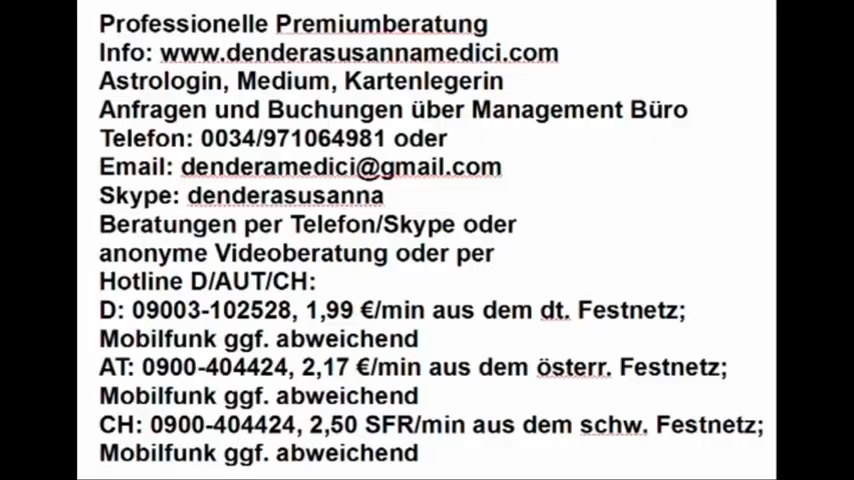 Professionelle Premiumberatung
Info: www.denderasusannamedici.com
Astrologin, Medium, Kartenlegerin
Anfragen und Buchungen über Management Büro
Telefon: 0034/971064981 oder
Email: denderamedici@gmail.com
Skype: denderasusanna
Beratungen per Telefon/Skype oder
anonyme Videoberatung oder per
Hotline D/AUT/CH:
D: 09003-102528, 1,99 €/min aus dem dt. Festnetz;
Mobilfunk ggf. abweichend
AT: 0900-404424, 2,17 €/min aus dem österr. Festnetz;
Mobilfunk ggf. abweichend
CH: 0900-404424, 2,50 SFR/min aus dem schw. Festnetz;
Mobilfunk ggf. abweichend